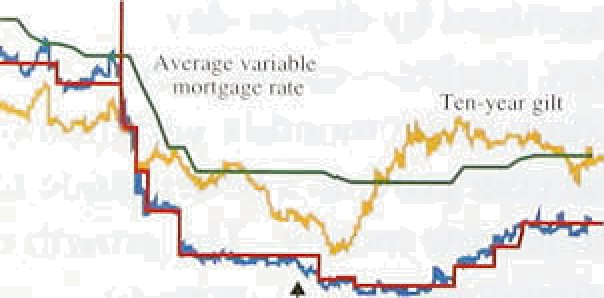 Average variable
mortgage rate
Ten-year gilt